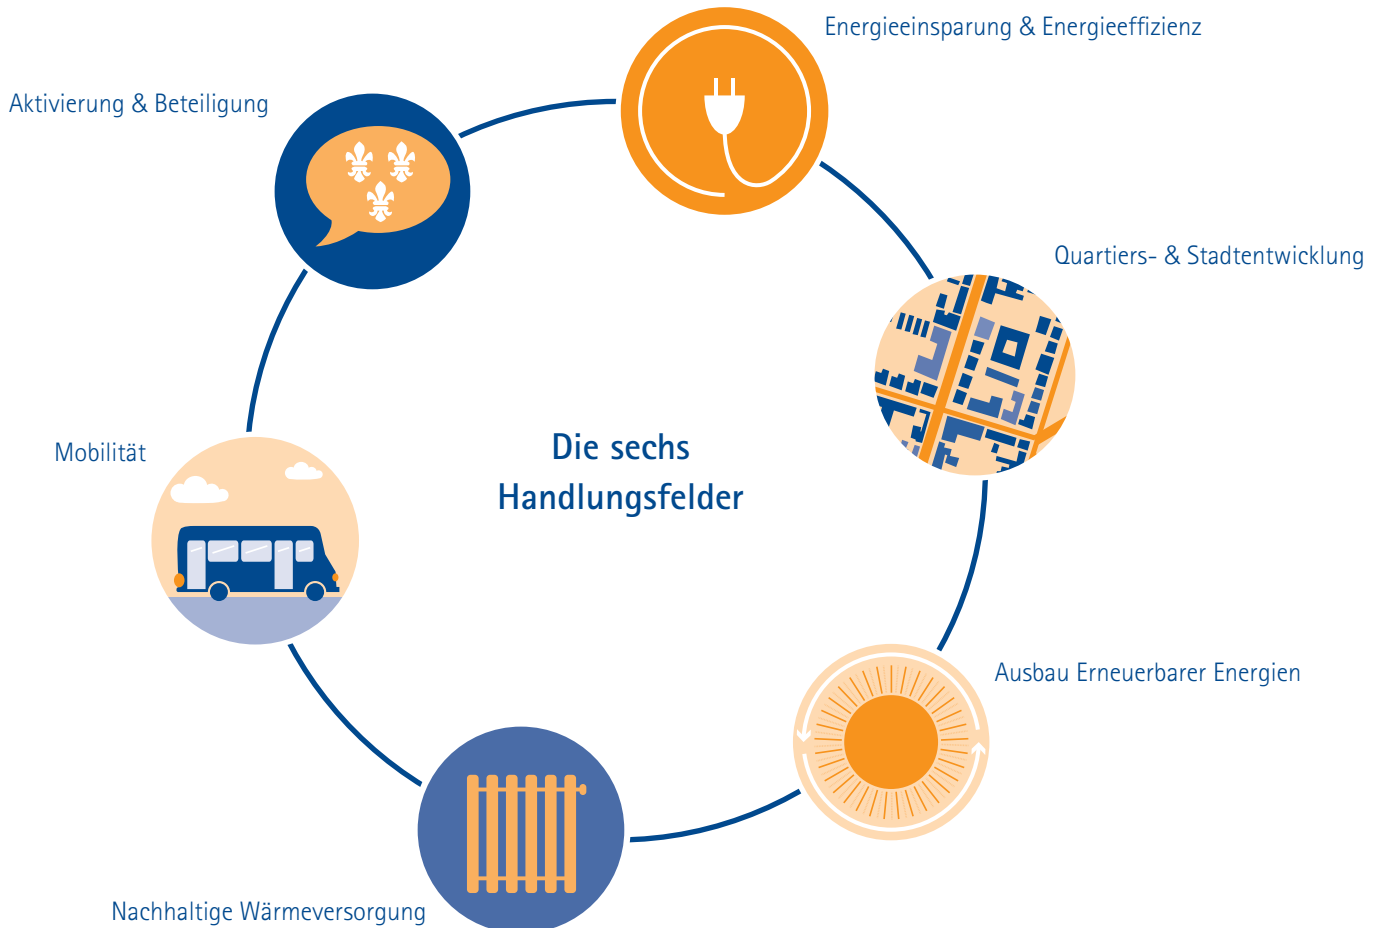 Energieeinsparung & Energieeffizienz
Aktivierung & Beteiligung
Quartiers- & Stadtentwicklung
Mobilität
Die sechs
Handlungsfelder
Ausbau Erneuerbarer Energien
Nachhaltige Wärmeversorgung